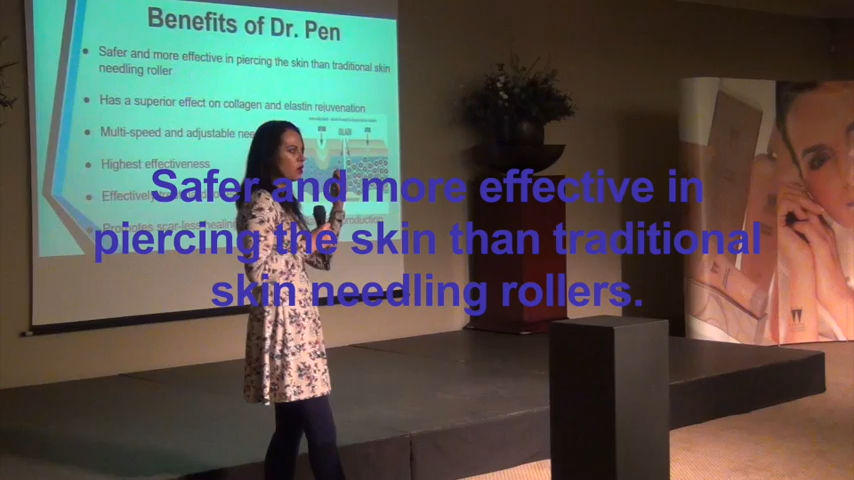 Benefits of Dr. Pen
Safer and more effective in piercing the skin than traditional skin
needling roller
Has a superior effect on collagen and elastin rejuvenation
Multi-speed and adjustable
Highest effectiveness
Safer and more effective in
piercing the skin than traditional
skin needling rollers.